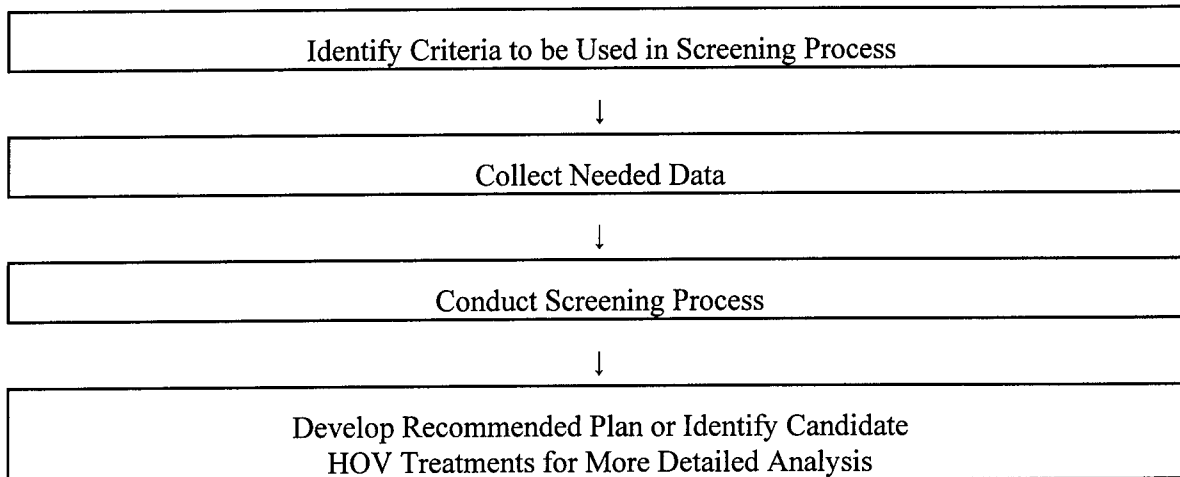 Identify Criteria to be Used in Screening Process
↓
Collect Needed Data
↓
Conduct Screening Process
↓
Develop Recommended Plan or Identify Candidate
HOV Treatments for More Detailed Analysis